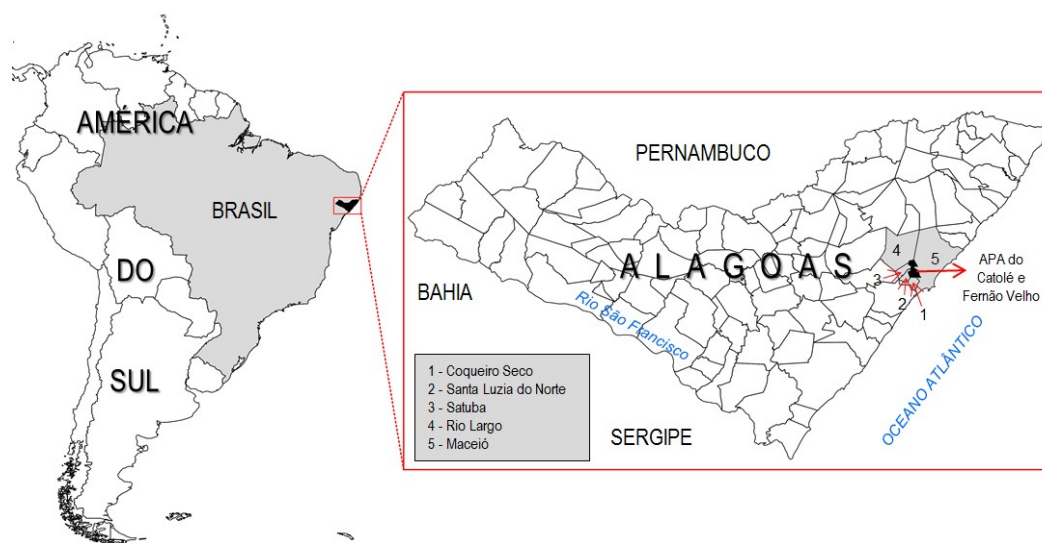 AMÉRICA
BRASIL
DO
SUL
PERNAMBUCO
ALAGOAS
BAHIA
Rio São Francisco
4
5
3
2
1
APA do
Catolé e
Fernão Velho
OCEANO ATLÂNTICO
SERGIPE
1 - Coqueiro Seco
2 - Santa Luzia do Norte
3 - Satuba
4 - Rio Largo
5 - Maceió